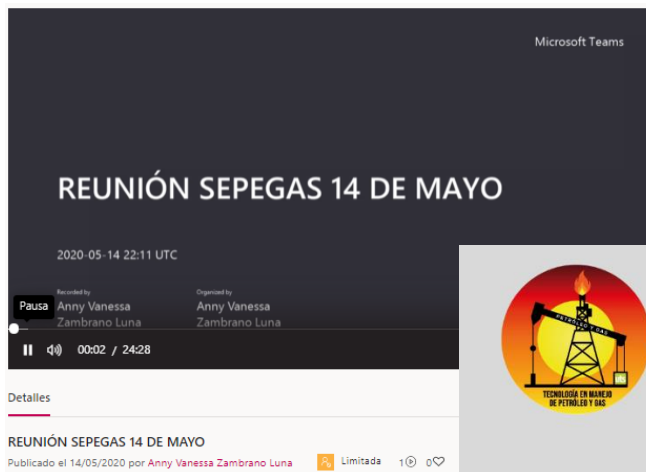 Microsoft Teams
REUNIÓN SEPEGAS 14 DE MAYO
2020-05-14 22:11 UTC
Recorded by
Organized by
Anny Vanessa
Zambrano Luna
Anny Vanessa
Zambrano Luna
Pausa
00:02 / 24:28
PETRÓLEO Y GAS
uts
TECNOLOGÍA EN MANEJO
DE PETRÓLEO Y GAS
Detalles
REUNIÓN SEPEGAS 14 DE MAYO
Publicado el 14/05/2020 por Anny Vanessa Zambrano Luna Limitada 1 0